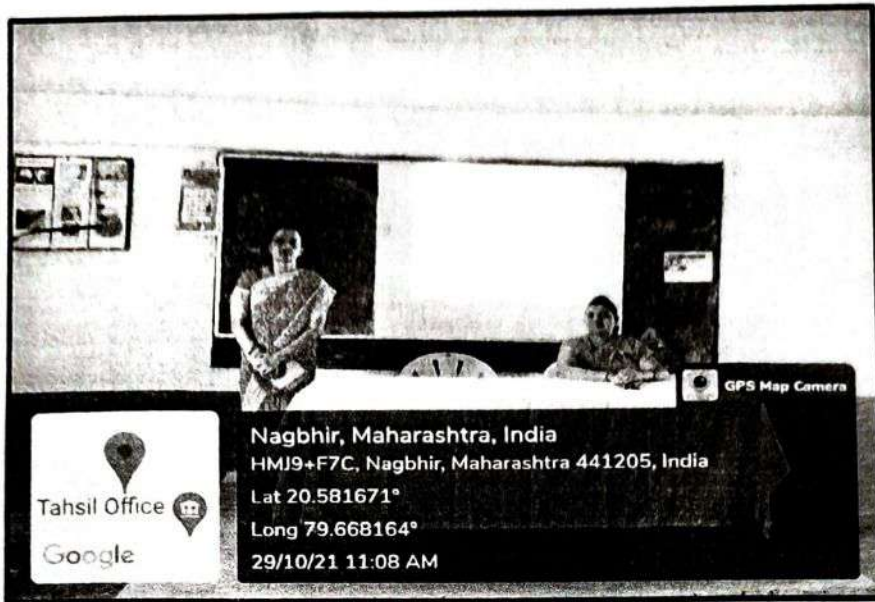 GPS Map Camera
Nagbhir, Maharashtra, India
HMJ9+F7C, Nagbhir, Maharashtra 441205, India
Lat 20.581671°
Long 79.668164°
29/10/21 11:08 AM
Tahsil Office
Google